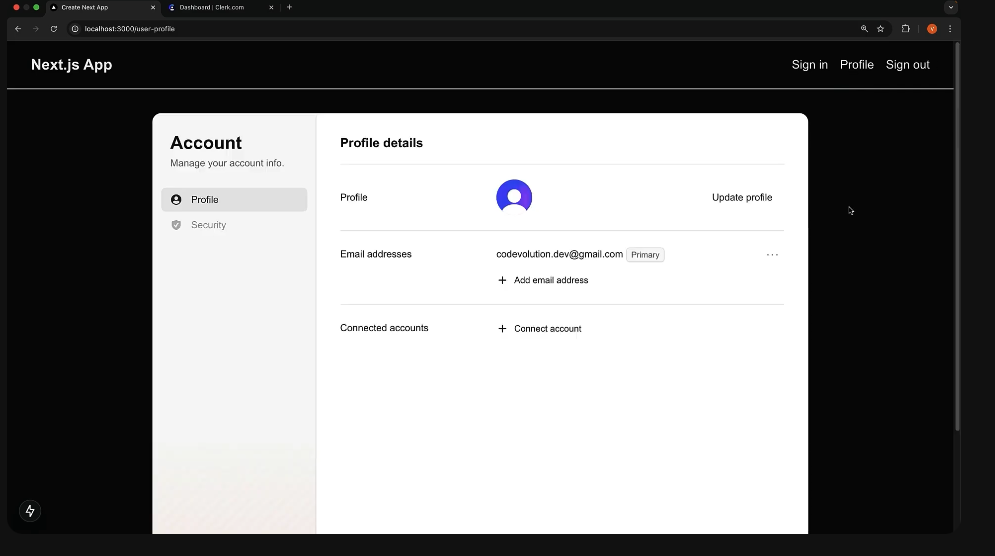 Create Next App
Dashboard | Clerk.com
localhost:3000/user-profile
V
Next.js App
Sign in Profile Sign out
Account
Manage your account info.
Profile
Security
Profile details
Profile
Update profile
Email addresses
codevolution.dev@gmail.com Primary
Add email address
Connected accounts
Connect account